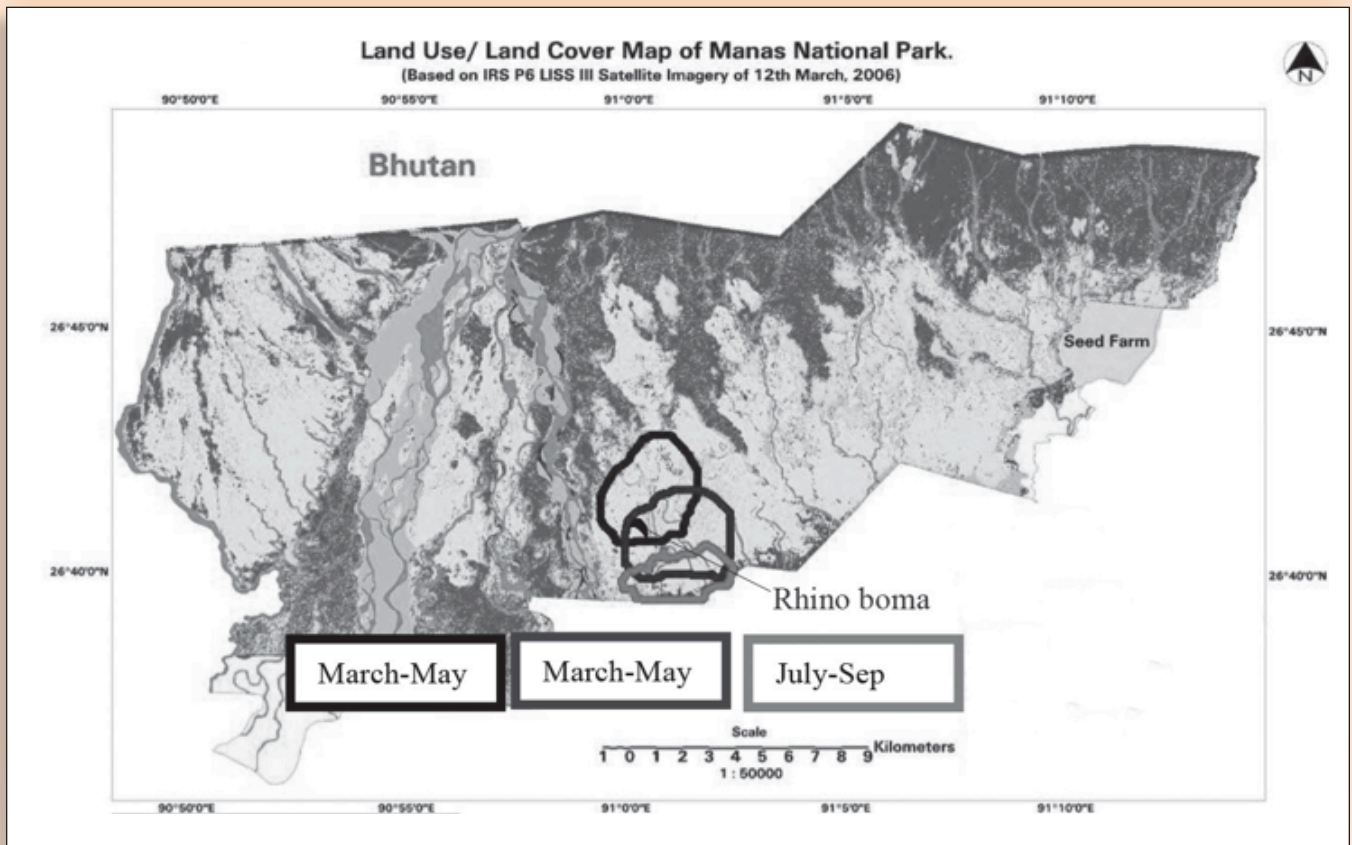 Land Use/ Land Cover Map of Manas National Park.
(Based on IRS P6 LISS III Satellite Imagery of 12th March, 2006)
N
90°50'0"E 90°55'0"E 91°0'0"E 91°5'0"E 91°10'0"E
Bhutan
26°45'0"N 26°45'0"N
Seed Farm
26°40'0"N 26°40'0"N
Rhino boma
March-May March-May July-Sep
Scale
1 0 1 2 3 4 5 6 7 8 9 Kilometers
1 : 50000
90°50'0"E 90°55'0"E 91°0'0"E 91°5'0"E 91°10'0"E